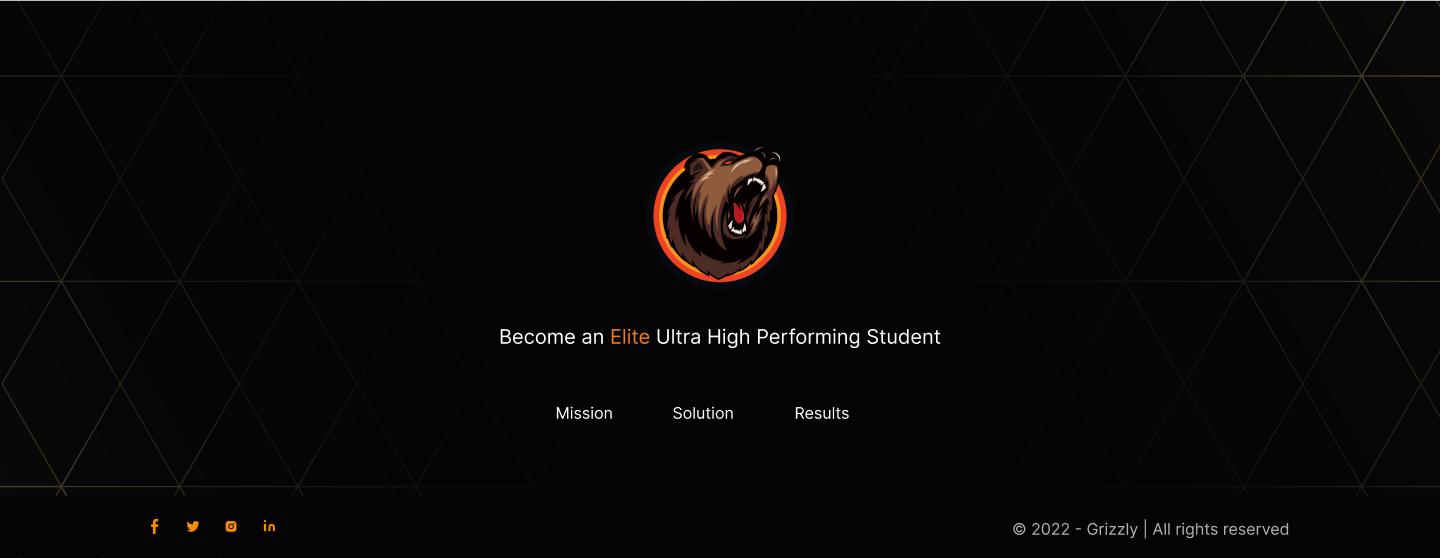 Become an Elite Ultra High Performing Student
Mission Solution Results
© 2022 - Grizzly | All rights reserved